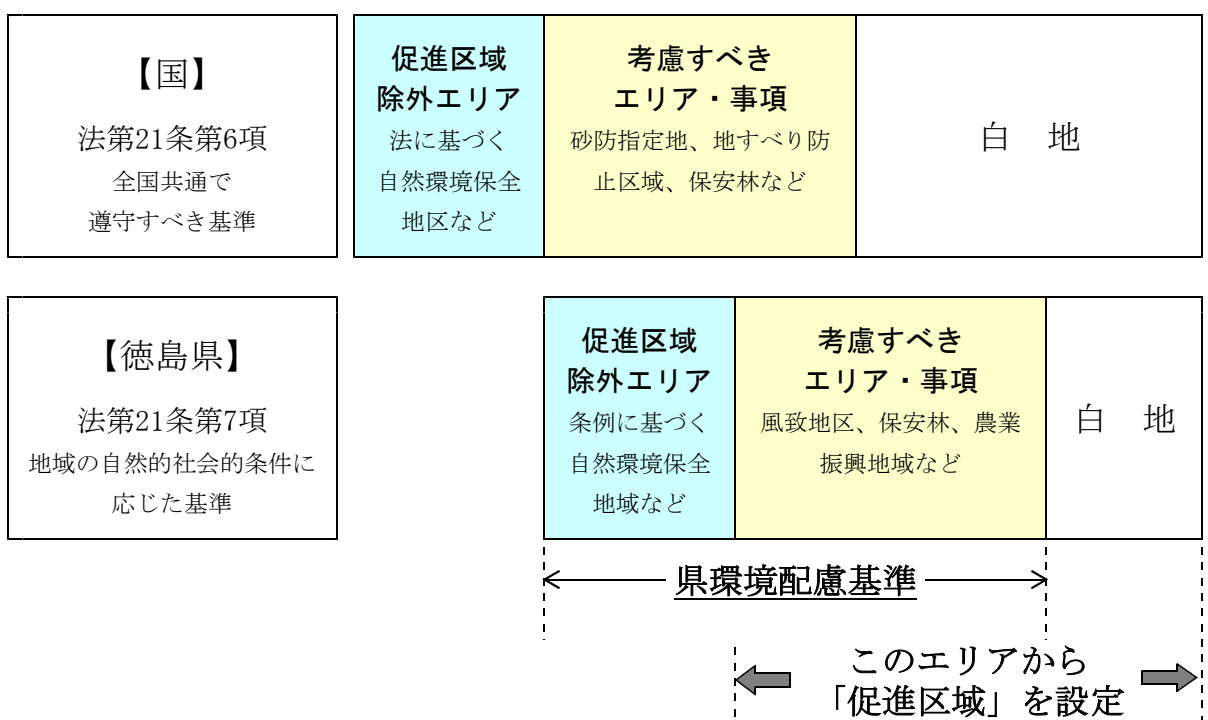 【国】
法第21条第6項
全国共通で
遵守すべき基準
促進区域
除外エリア
法に基づく
自然環境保全
地区など
考慮すべき
エリア・事項
砂防指定地、地すべり防
止区域、保安林など
白 地
【徳島県】
法第21条第7項
地域の自然的社会的条件に
応じた基準
促進区域
除外エリア
条例に基づく
自然環境保全
地域など
考慮すべき
エリア・事項
風致地区、保安林、農業
振興地域など
白 地
県環境配慮基準
このエリアから
「促進区域」を設定